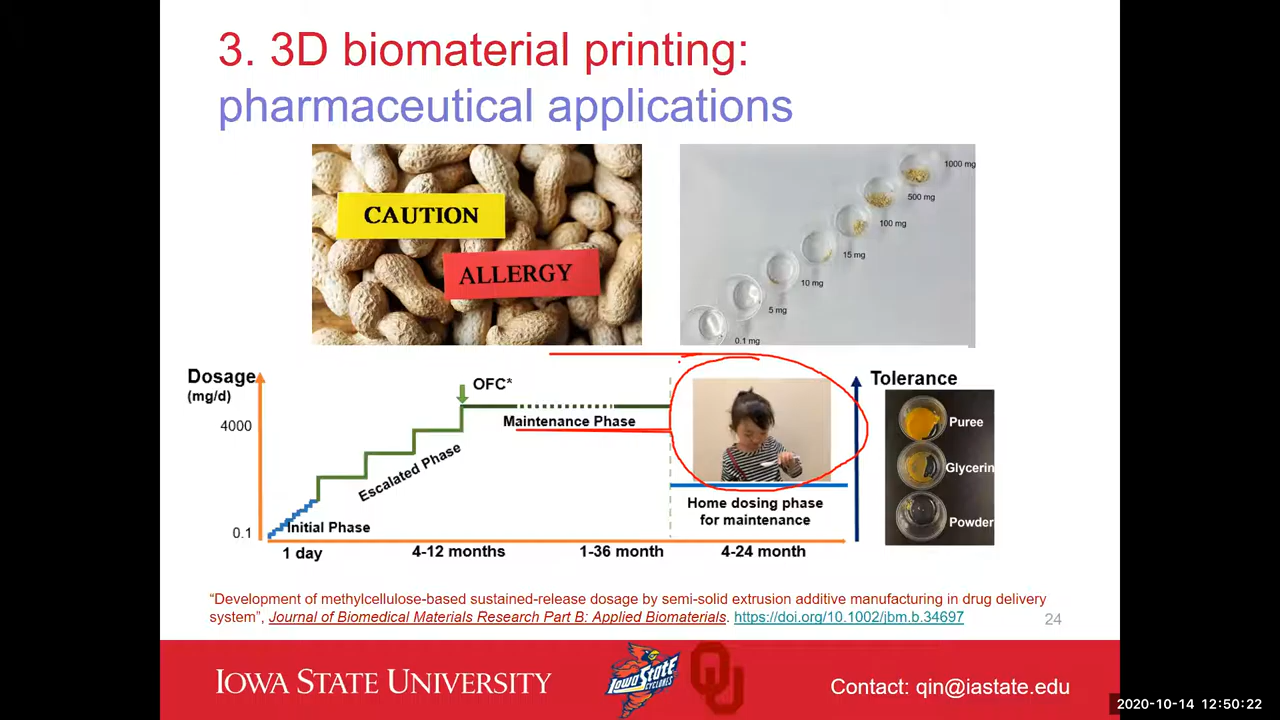 3. 3D biomaterial printing:
pharmaceutical applications
CAUTION
ALLERGY
1000 mg
500 mg
100 mg
15 mg
10 mg
5 mg
0.1 mg
Dosage
(mg/d)
4000
0.1
OFC*
Maintenance Phase
Escalated Phase
Initial Phase
1 day
4-12 months
1-36 month
4-24 month
Home dosing phase
for maintenance
Tolerance
Puree
Glycerin
Powder
“Development of methylcellulose-based sustained-release dosage by semi-solid extrusion additive manufacturing in drug delivery
system”, Journal of Biomedical Materials Research Part B: Applied Biomaterials. https://doi.org/10.1002/jbm.b.34697
24
IOWA STATE UNIVERSITY
IOWA STATE
CYCLONES
OU
Contact: qin@iastate.edu
2020-10-14 12:50:22